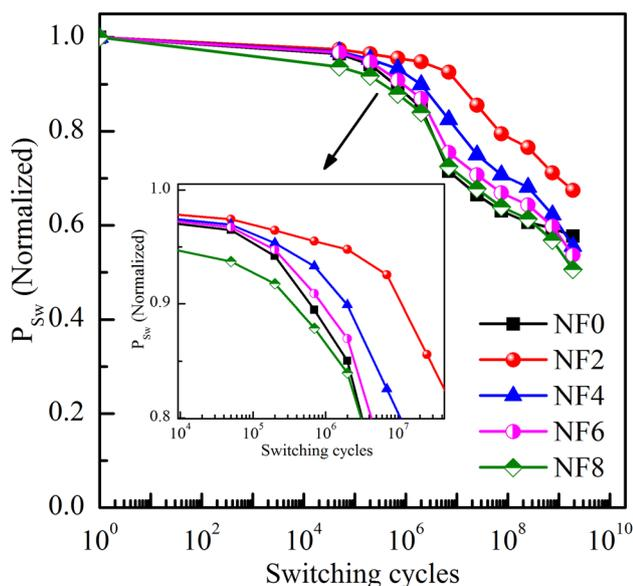 1.0
0.8
0.6
0.4
0.2
0.0
P_Sw (Normalized)
10^0 10^2 10^4 10^6 10^8 10^10
Switching cycles
1.0
0.9
0.8
P_Sw (Normalized)
10^4 10^5 10^6 10^7
Switching cycles
NF0
NF2
NF4
NF6
NF8